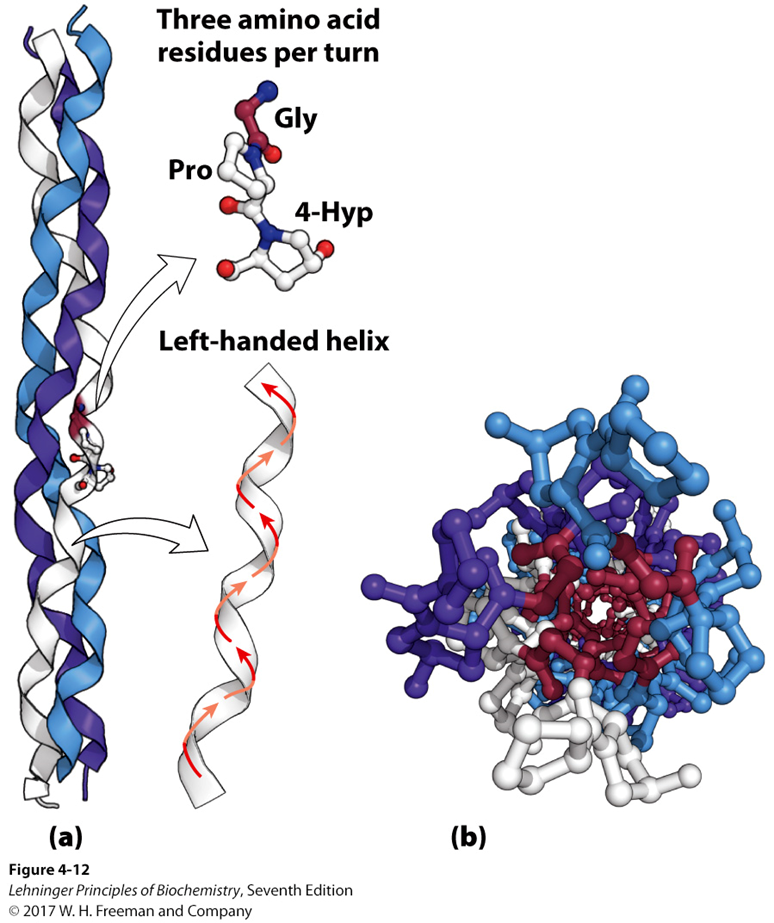 Three amino acid
residues per turn
Gly
Pro
4-Hyp
Left-handed helix
(a)
(b)
Figure 4-12
Lehninger Principles of Biochemistry, Seventh Edition
© 2017 W. H. Freeman and Company